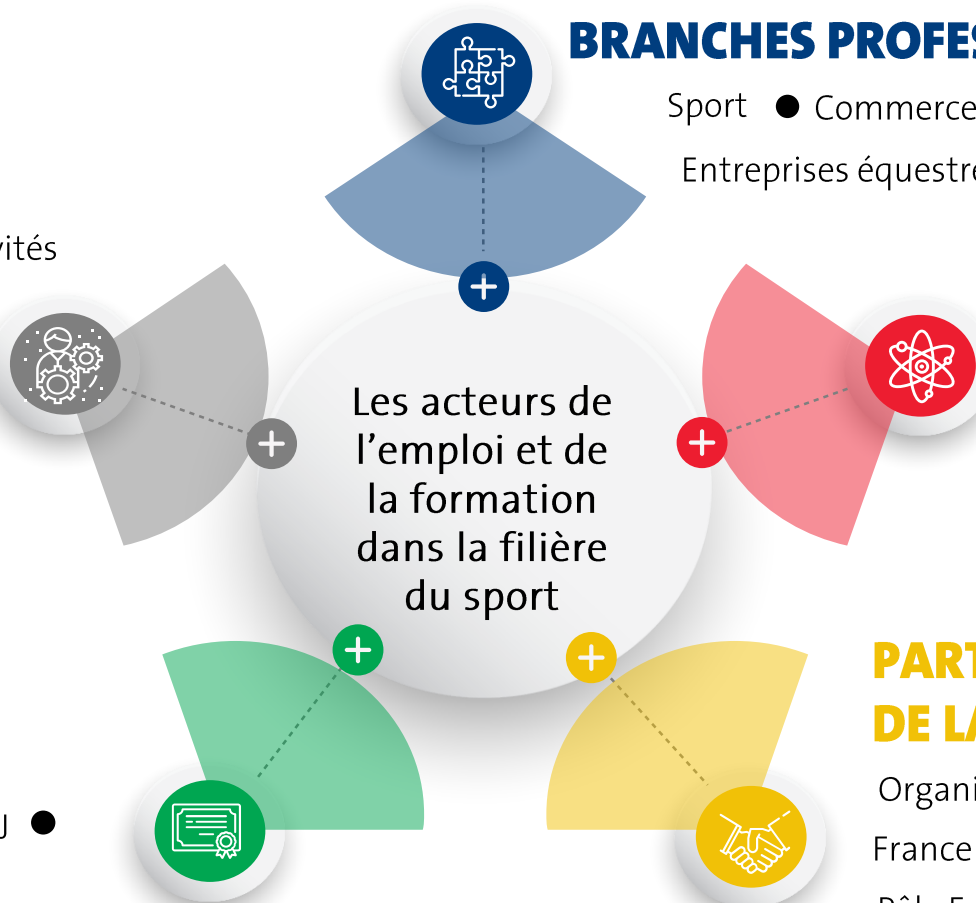 BRANCHES PROFES
Sport ● Commerce
Entreprises équestre
vités
Les acteurs de
l’emploi et de
la formation
dans la filière
du sport
PART
DE LA
Organi
J ●
France